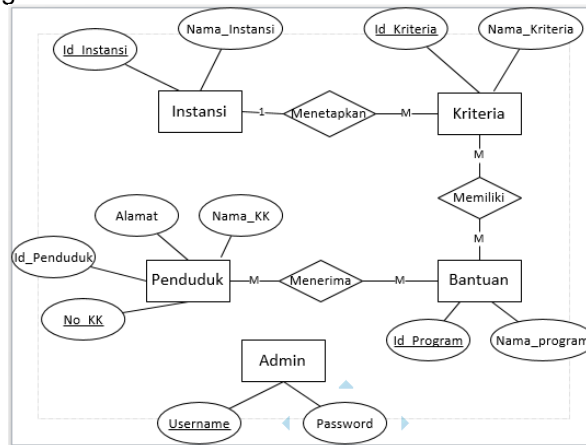 Nama_Instansi
Id_Instansi
Id_Kriteria
Nama_Kriteria
Instansi
1
Menetapkan
M
Kriteria
M
Memiliki
M
Alamat
Nama_KK
Id_Penduduk
No_KK
Penduduk
M
Menerima
M
Bantuan
Id_Program
Nama_program
Admin
Username
Password